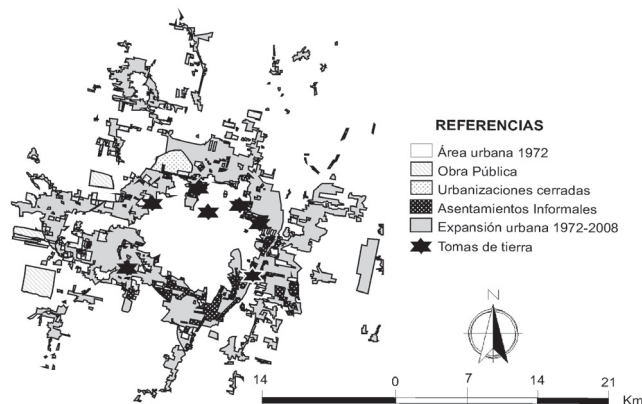 REFERENCIAS
Área urbana 1972
Obra Pública
Urbanizaciones cerradas
Asentamientos Informales
Expansión urbana 1972-2008
Tomas de tierra
N
14 0 7 14 21
Km